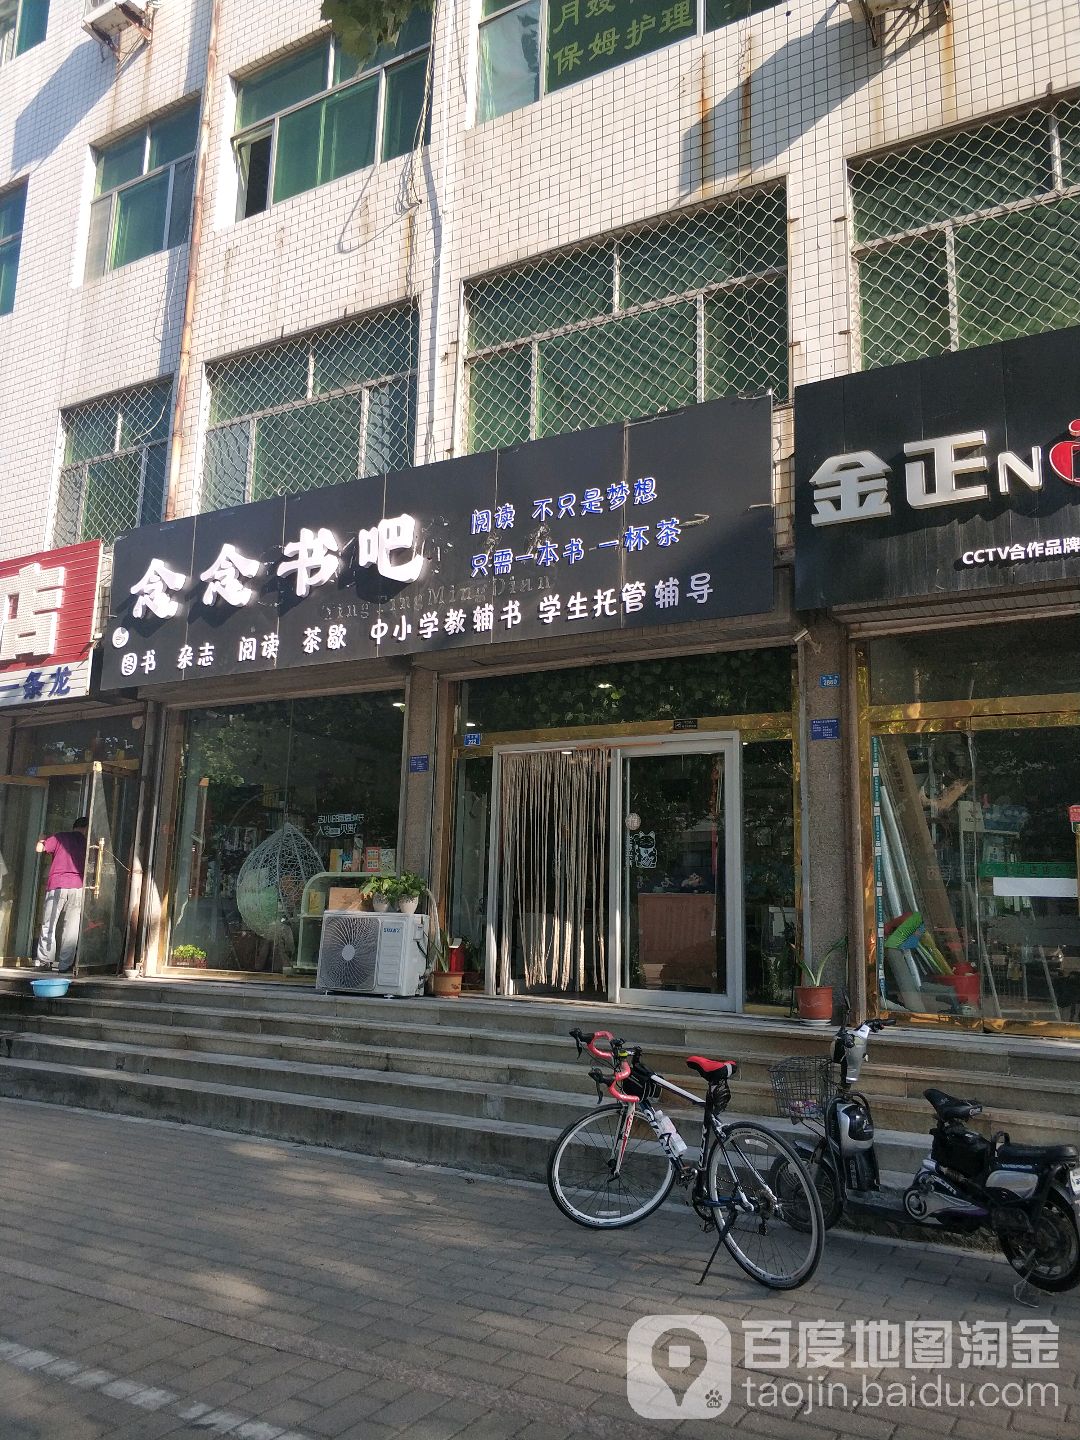 月嫂
保姆护理
念念书吧
阅读 不只是梦想
只需一本书 一杯茶
YingTingMingDian
图书 杂志 阅读 茶歇 中小学教辅书 学生托管辅导
店
一条龙
金正N
CCTV合作品牌
222
百度地图淘金
taojin.baidu.com